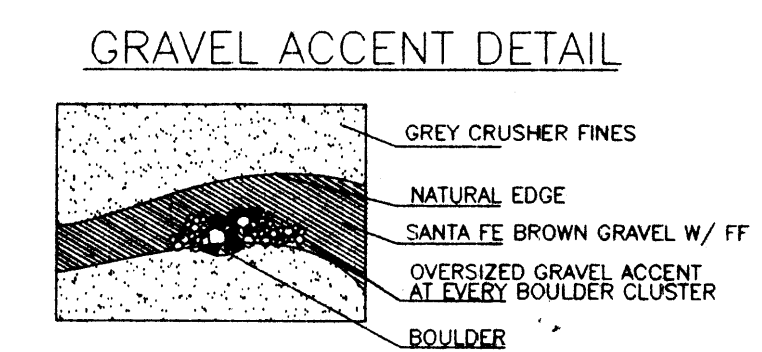 GRAVEL ACCENT DETAIL
GREY CRUSHER FINES
NATURAL EDGE
SANTA FE BROWN GRAVEL W/ FF
OVERSIZED GRAVEL ACCENT
AT EVERY BOULDER CLUSTER
BOULDER